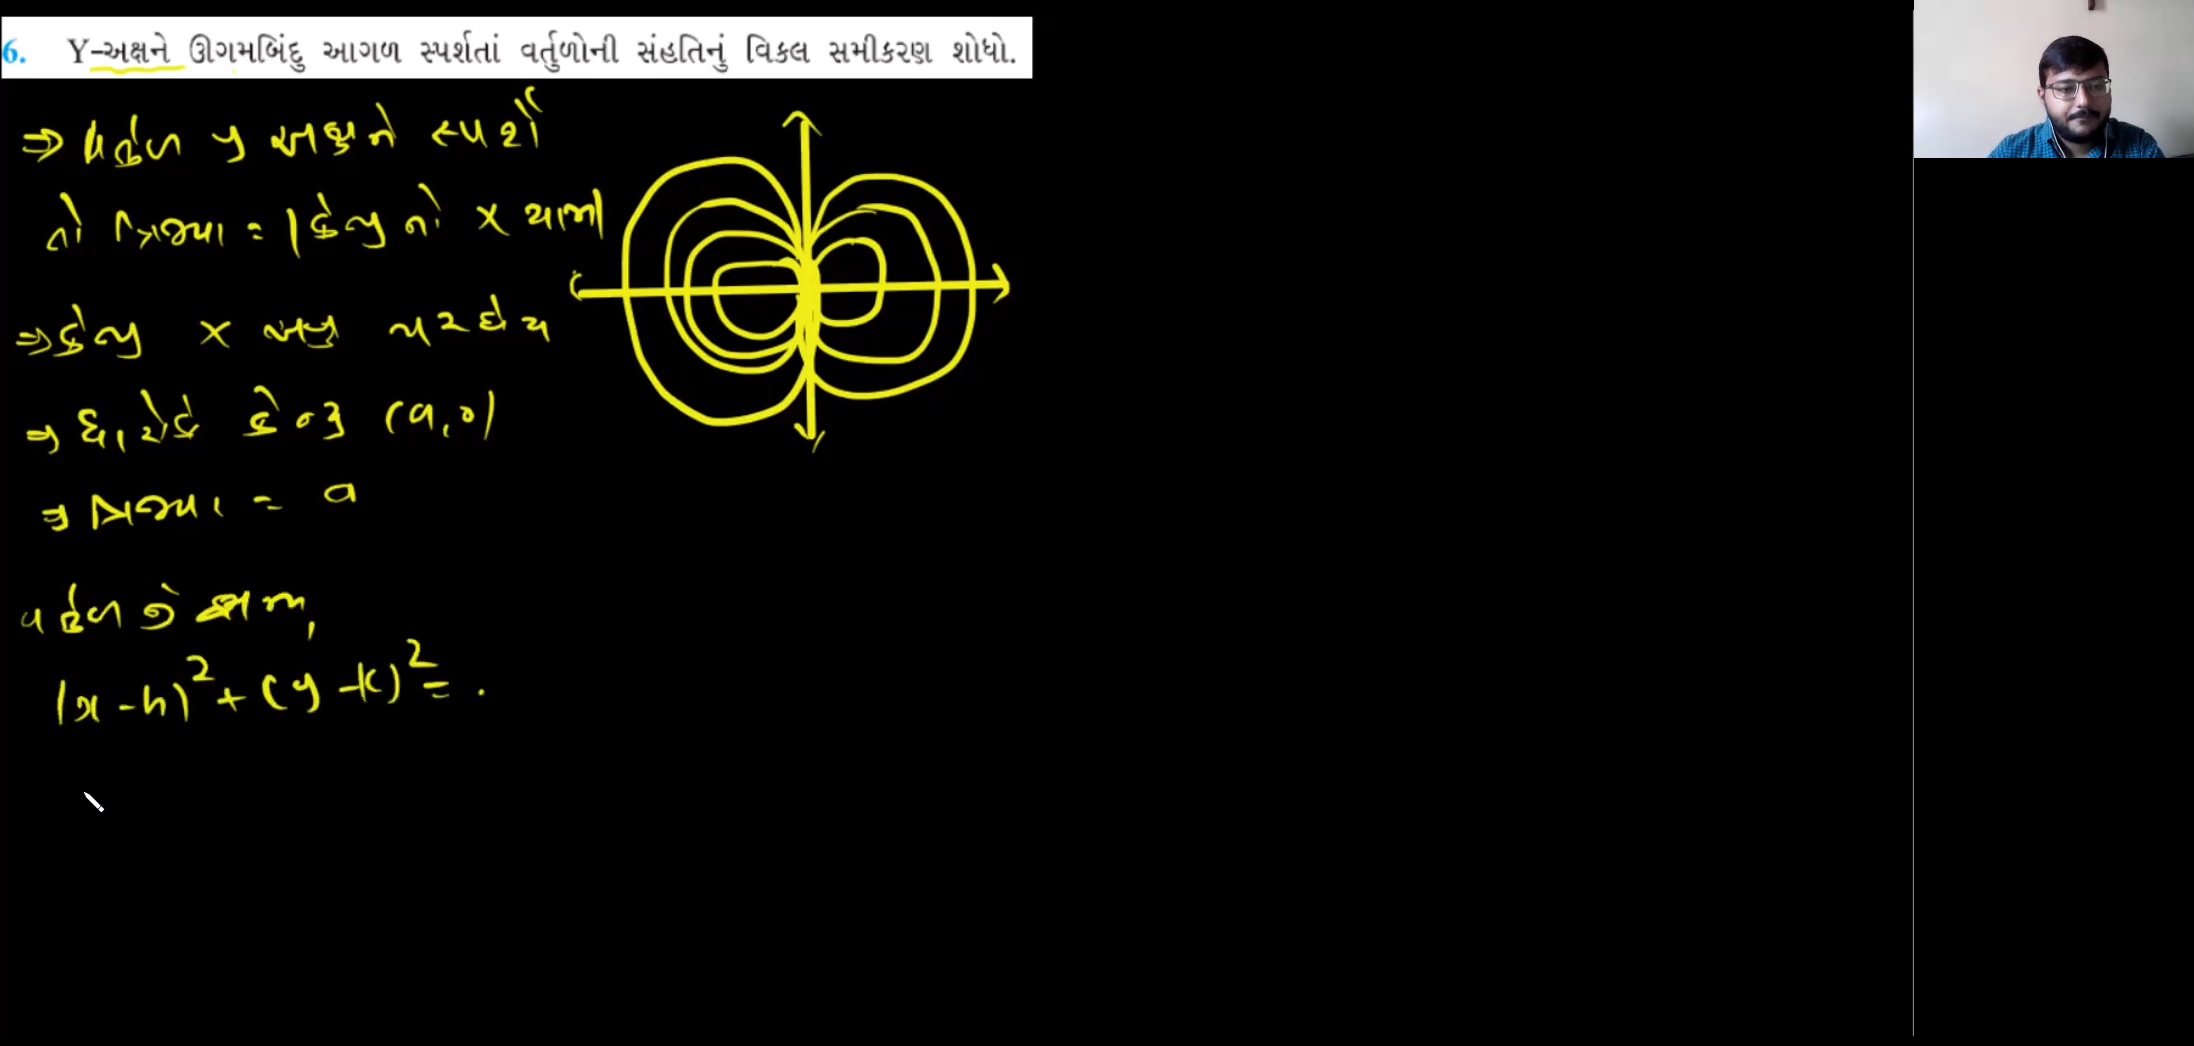 6. Y-અક્ષને ઊગમબિંદુ આગળ સ્પર્શતાં વર્તુળોની સંહતિનું વિકલ સમીકરણ શોધો.
⇒ વર્તુળ y અક્ષને સ્પર્શે
તો ત્રિજ્યા = |કેન્દ્રનો x યામ|
⇒ કેન્દ્ર x અક્ષ પર હોય
⇒ ધારોકે કેન્દ્ર (a, 0)
⇒ ત્રિજ્યા = a
વર્તુળનું
(x - h)² + (y - k)² =